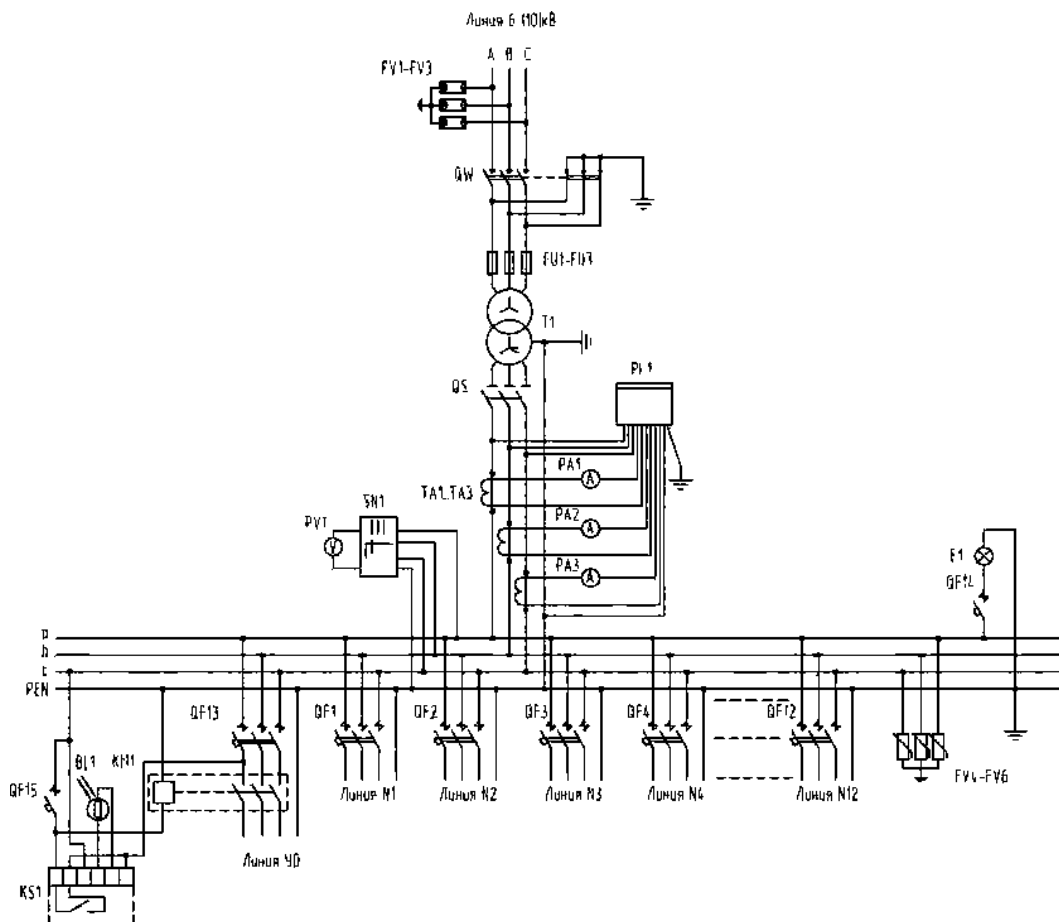 Линия 6 (10)кВ
A B C
FV1-FV3
QW
FU1-FU3
T1
QS
PA1
TA1..TA3
SN1
PA2
PV1
PA3
E1
QF14
a
b
c
PEN
QF13 QF1 QF2 QF3 QF4 QF12
BL1 KM1
QF15
Линия N1 Линия N2 Линия N3 Линия N4 Линия N12
FV4-FV6
Линия УО
KS1